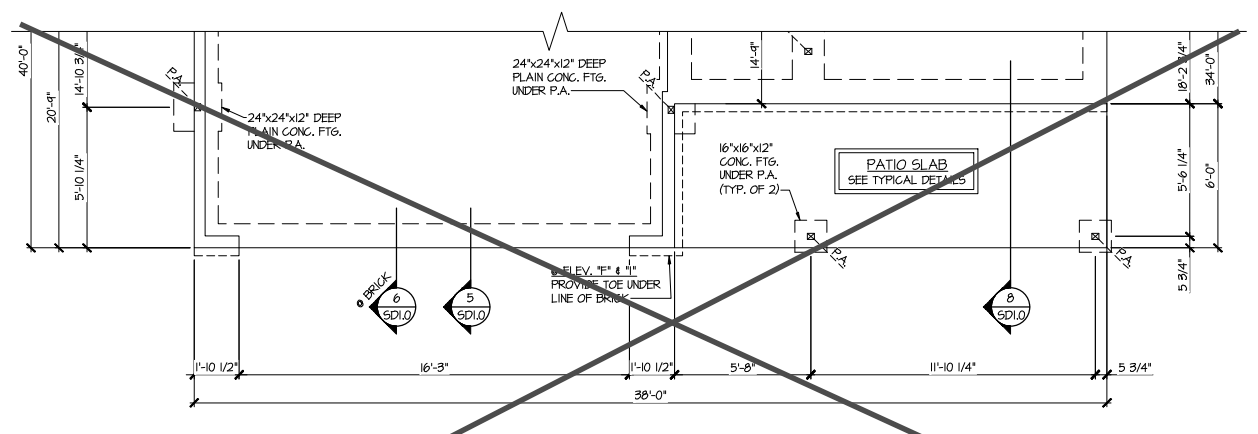 40'-0"
20'-9"
14'-10 3/4"
5'-10 1/4"
P.A.
24"x24"x12" DEEP
PLAIN CONC. FTG.
UNDER P.A.
24"x24"x12" DEEP
PLAIN CONC. FTG.
UNDER P.A.
P.A.
14'-9"
16"x16"x12"
CONC. FTG.
UNDER P.A.
(TYP. OF 2)
PATIO SLAB
SEE TYPICAL DETAILS
18'-2 3/4"
34'-0"
5'-6 1/4"
6'-0"
5 3/4"
P.A.
P.A.
@ BRICK
6
SD1.0
5
SD1.0
@ ELEV. "F" & "I"
PROVIDE TOE UNDER
LINE OF BRICK
8
SD1.0
1'-10 1/2"
16'-3"
1'-10 1/2"
5'-8"
11'-10 1/4"
5 3/4"
38'-0"